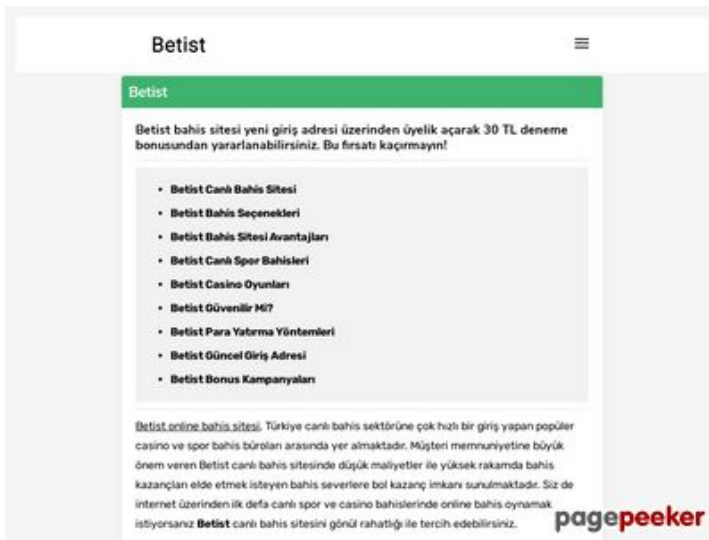 Betist
Betist
Betist bahis sitesi yeni giriş adresi üzerinden üyelik açarak 30 TL deneme
bonusundan yararlanabilirsiniz. Bu fırsatı kaçırmayın!
• Betist Canlı Bahis Sitesi
• Betist Bahis Seçenekleri
• Betist Bahis Sitesi Avantajları
• Betist Canlı Spor Bahisleri
• Betist Casino Oyunları
• Betist Güvenilir Mi?
• Betist Para Yatırma Yöntemleri
• Betist Güncel Giriş Adresi
• Betist Bonus Kampanyaları
Betist online bahis sitesi, Türkiye canlı bahis sektörüne çok hızlı bir giriş yapan popüler
casino ve spor bahis büroları arasında yer almaktadır. Müşteri memnuniyetine büyük
önem veren Betist canlı bahis sitesinde düşük maliyetler ile yüksek rakamda bahis
kazançları elde etmek isteyen bahis severlere bol kazanç imkanı sunulmaktadır. Siz de
internet üzerinden ilk defa canlı spor ve casino bahislerinde online bahis oynamak
istiyorsanız Betist canlı bahis sitesini gönül rahatlığı ile tercih edebilirsiniz.
pagepeeker